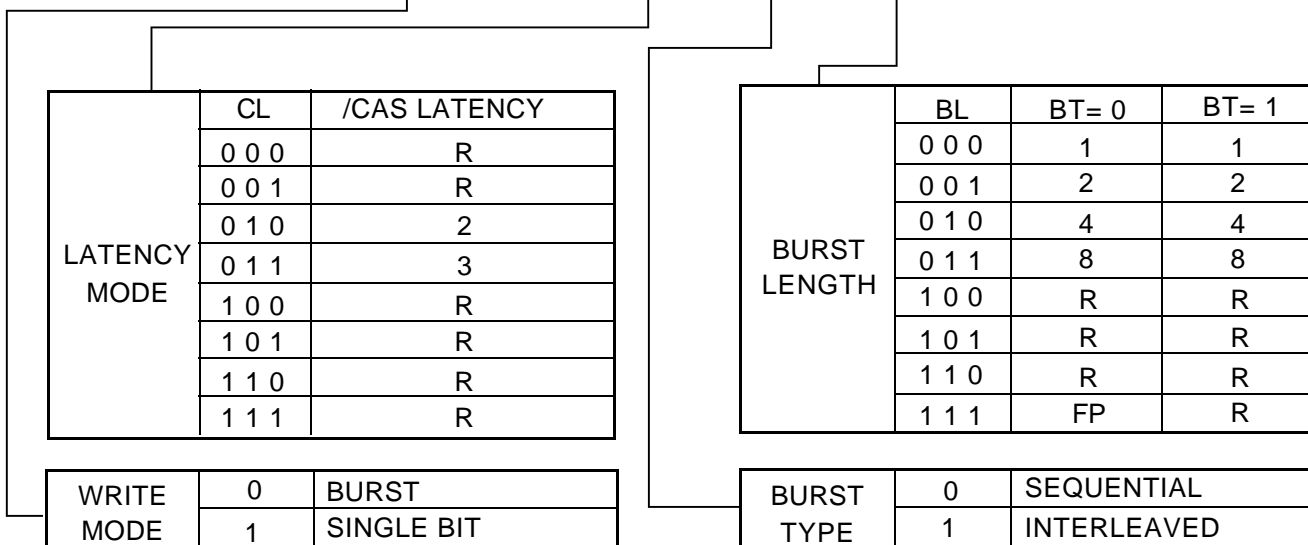 CL /CAS LATENCY
0 0 0 R
0 0 1 R
0 1 0 2
LATENCY MODE
0 1 1 3
1 0 0 R
1 0 1 R
1 1 0 R
1 1 1 R
BL BT= 0 BT= 1
0 0 0 1 1
0 0 1 2 2
0 1 0 4 4
BURST LENGTH
0 1 1 8 8
1 0 0 R R
1 0 1 R R
1 1 0 R R
1 1 1 FP R
WRITE MODE
0 BURST
1 SINGLE BIT
BURST TYPE
0 SEQUENTIAL
1 INTERLEAVED